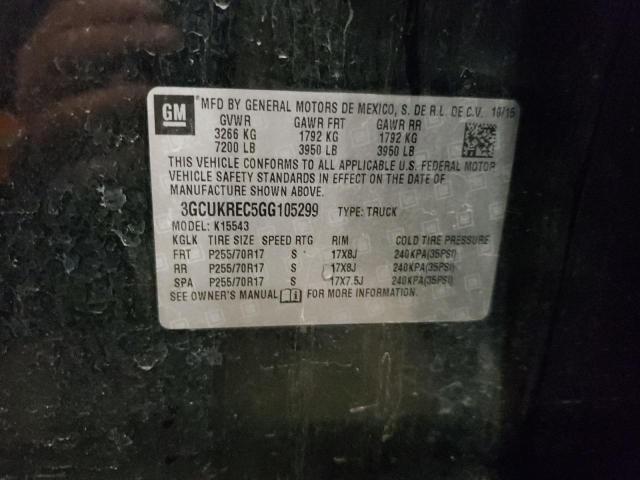 GM
MFD BY GENERAL MOTORS DE MEXICO, S. DE R.L. DE C.V. 10/15
GVWR GAWR FRT GAWR RR
3266 KG 1792 KG 1792 KG
7200 LB 3950 LB 3950 LB
THIS VEHICLE CONFORMS TO ALL APPLICABLE U.S. FEDERAL MOTOR
VEHICLE SAFETY STANDARDS IN EFFECT ON THE DATE OF
MANUFACTURE SHOWN ABOVE.
3GCUKREC5GG105299 TYPE: TRUCK
MODEL: K15543
KGLK TIRE SIZE SPEED RTG RIM COLD TIRE PRESSURE
FRT P255/70R17 S 17X8J 240KPA(35PSI)
RR P255/70R17 S 17X8J 240KPA(35PSI)
SPA P255/70R17 S 17X7.5J 240KPA(35PSI)
SEE OWNER'S MANUAL FOR MORE INFORMATION.